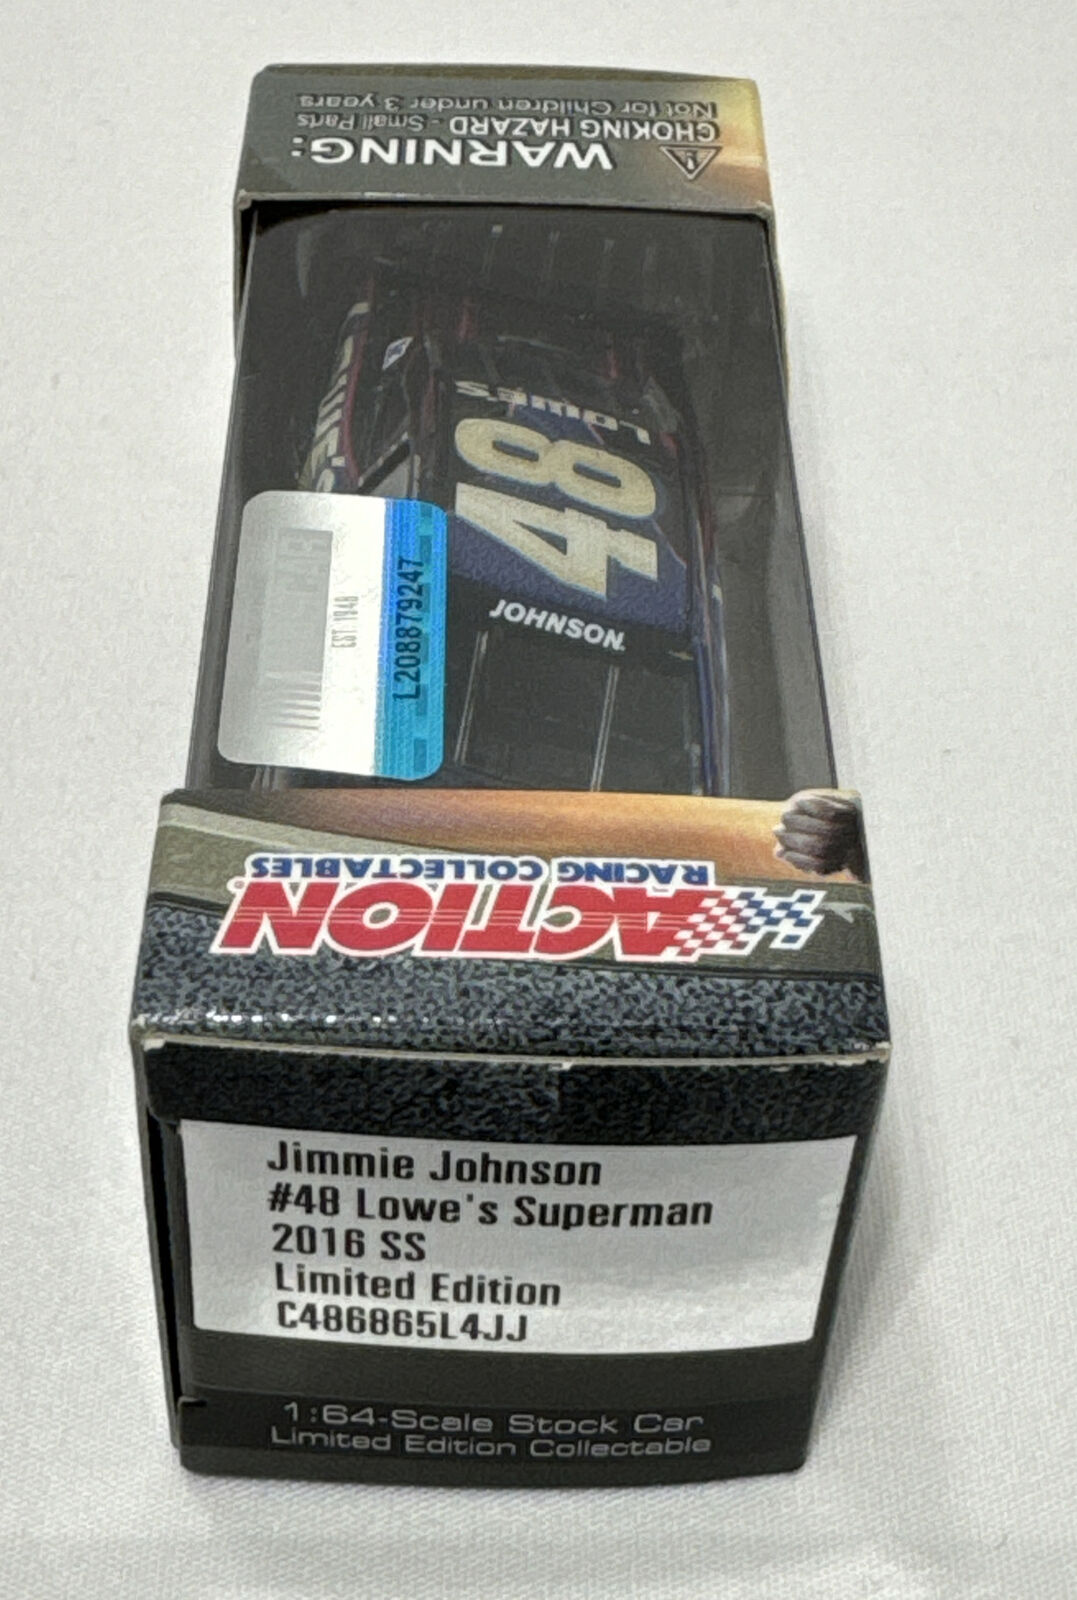 WARNING:
CHOKING HAZARD - Small Parts
Not for Children under 3 years
LOWE'S
48
JOHNSON
EST. 1948
L208879247
ACTION
RACING COLLECTABLES
Jimmie Johnson
#48 Lowe's Superman
2016 SS
Limited Edition
C486865L4JJ
1:64-Scale Stock Car
Limited Edition Collectable